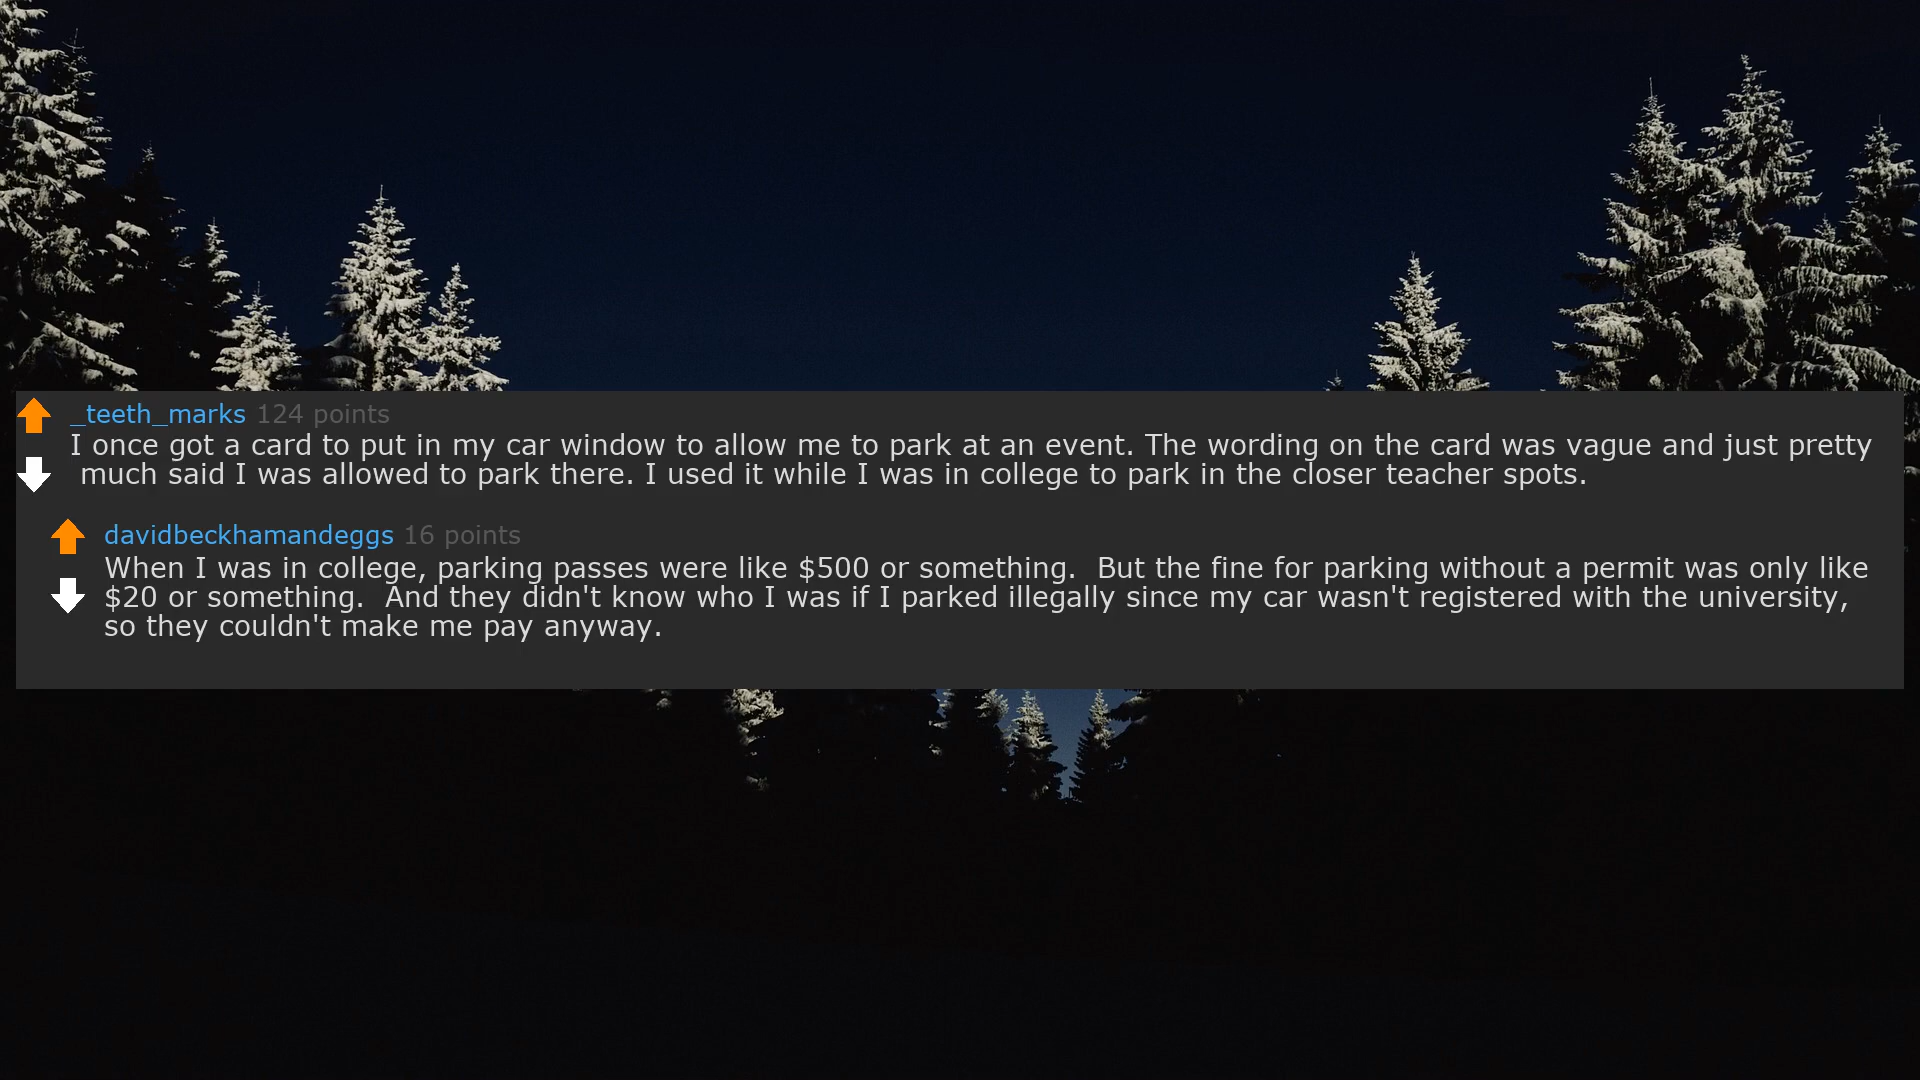 _teeth_marks 124 points
I once got a card to put in my car window to allow me to park at an event. The wording on the card was vague and just pretty
much said I was allowed to park there. I used it while I was in college to park in the closer teacher spots.
davidbeckhamandeggs 16 points
When I was in college, parking passes were like $500 or something.  But the fine for parking without a permit was only like
$20 or something.  And they didn't know who I was if I parked illegally since my car wasn't registered with the university,
so they couldn't make me pay anyway.